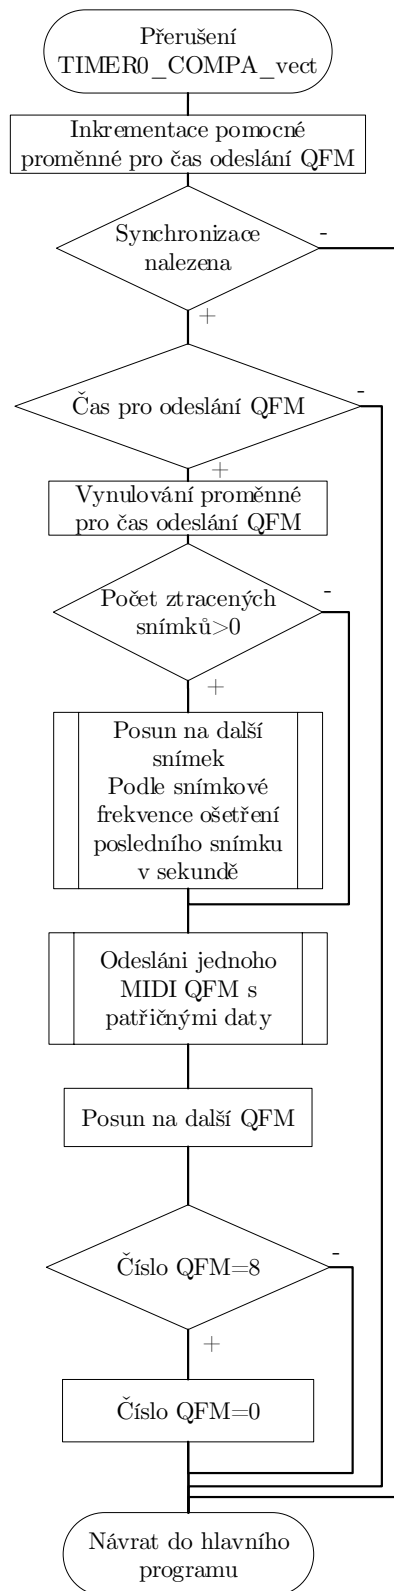 Přerušení
TIMER0_COMPA_vect
Inkrementace pomocné
proměnné pro čas odeslání QFM
Synchronizace
nalezena
-
+
Čas pro odeslání QFM
-
+
Vynulování proměnné
pro čas odeslání QFM
Počet ztracených
snímků>0
-
+
Posun na další
snímek
Podle snímkové
frekvence ošetření
posledního snímku
v sekundě
Odesláni jednoho
MIDI QFM s
patřičnými daty
Posun na další QFM
Číslo QFM=8
-
+
Číslo QFM=0
Návrat do hlavního
programu